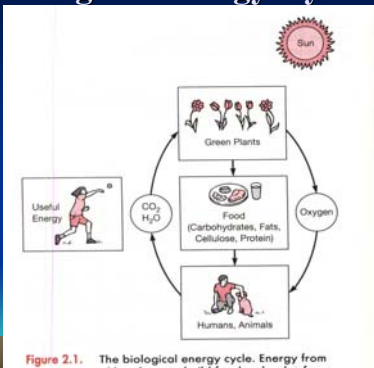 Sun
Green Plants
Useful
Energy
CO2
H2O
Food
(Carbohydrates, Fats,
Cellulose, Protein)
Oxygen
Humans, Animals
Figure 2.1. The biological energy cycle. Energy from